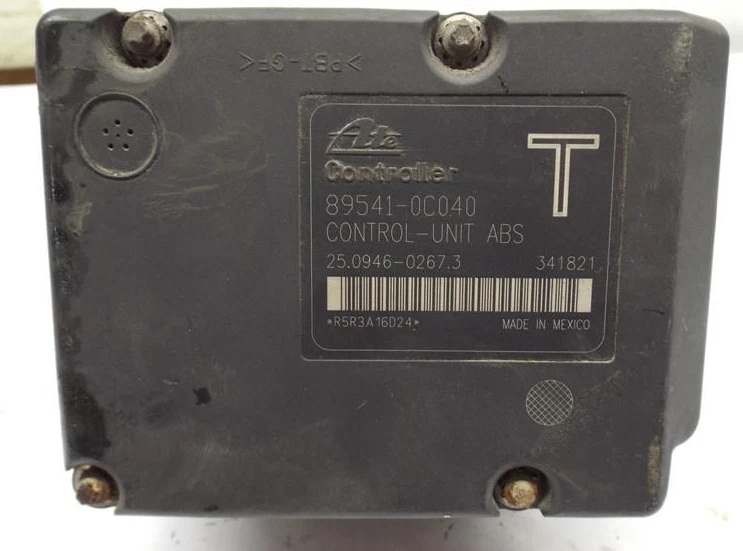 >PBT-GF<
Ate
Controller
T
89541-0C040
CONTROL-UNIT ABS
25.0946-0267.3 341821
*R5R3A16D24*
MADE IN MEXICO